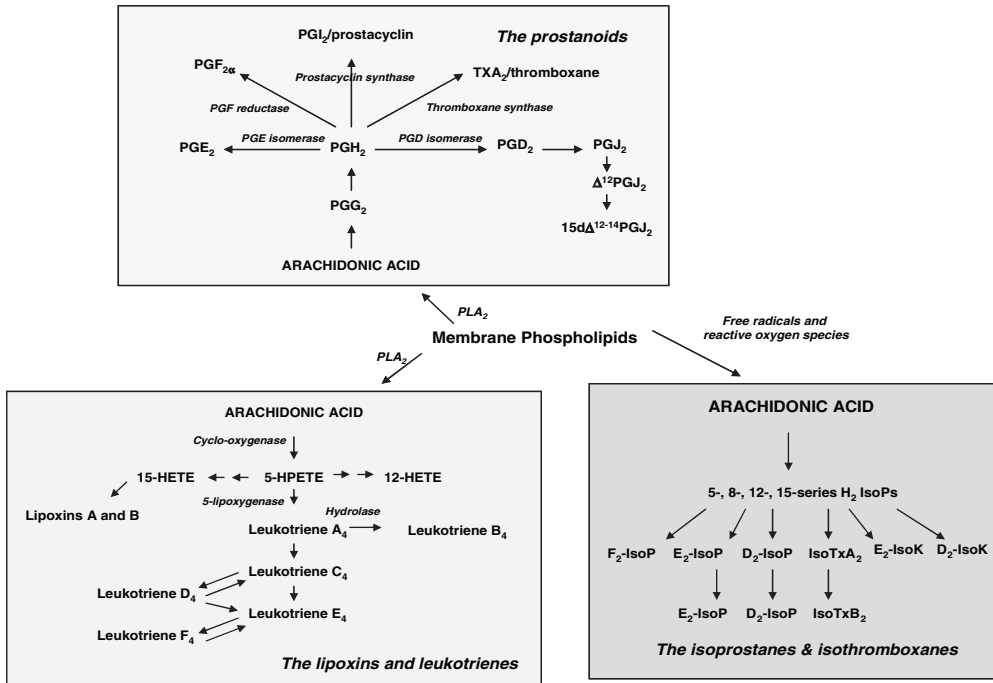 PGI₂/prostacyclin
The prostanoids
PGF₂α
Prostacyclin synthase
TXA₂/thromboxane
PGF reductase
Thromboxane synthase
PGE₂
PGE isomerase
PGH₂
PGD isomerase
PGD₂
PGJ₂
Δ¹²PGJ₂
PGG₂
15dΔ¹²⁻¹⁴PGJ₂
ARACHIDONIC ACID
PLA₂
Membrane Phospholipids
Free radicals and
reactive oxygen species
PLA₂
ARACHIDONIC ACID
Cyclo-oxygenase
15-HETE
5-HPETE
12-HETE
5-lipoxygenase
Lipoxins A and B
Hydrolase
Leukotriene A₄
Leukotriene B₄
Leukotriene C₄
Leukotriene D₄
Leukotriene E₄
Leukotriene F₄
The lipoxins and leukotrienes
ARACHIDONIC ACID
5-, 8-, 12-, 15-series H₂ IsoPs
F₂-IsoP
E₂-IsoP
D₂-IsoP
IsoTxA₂
E₂-IsoK
D₂-IsoK
E₂-IsoP
D₂-IsoP
IsoTxB₂
The isoprostanes & isothromboxanes